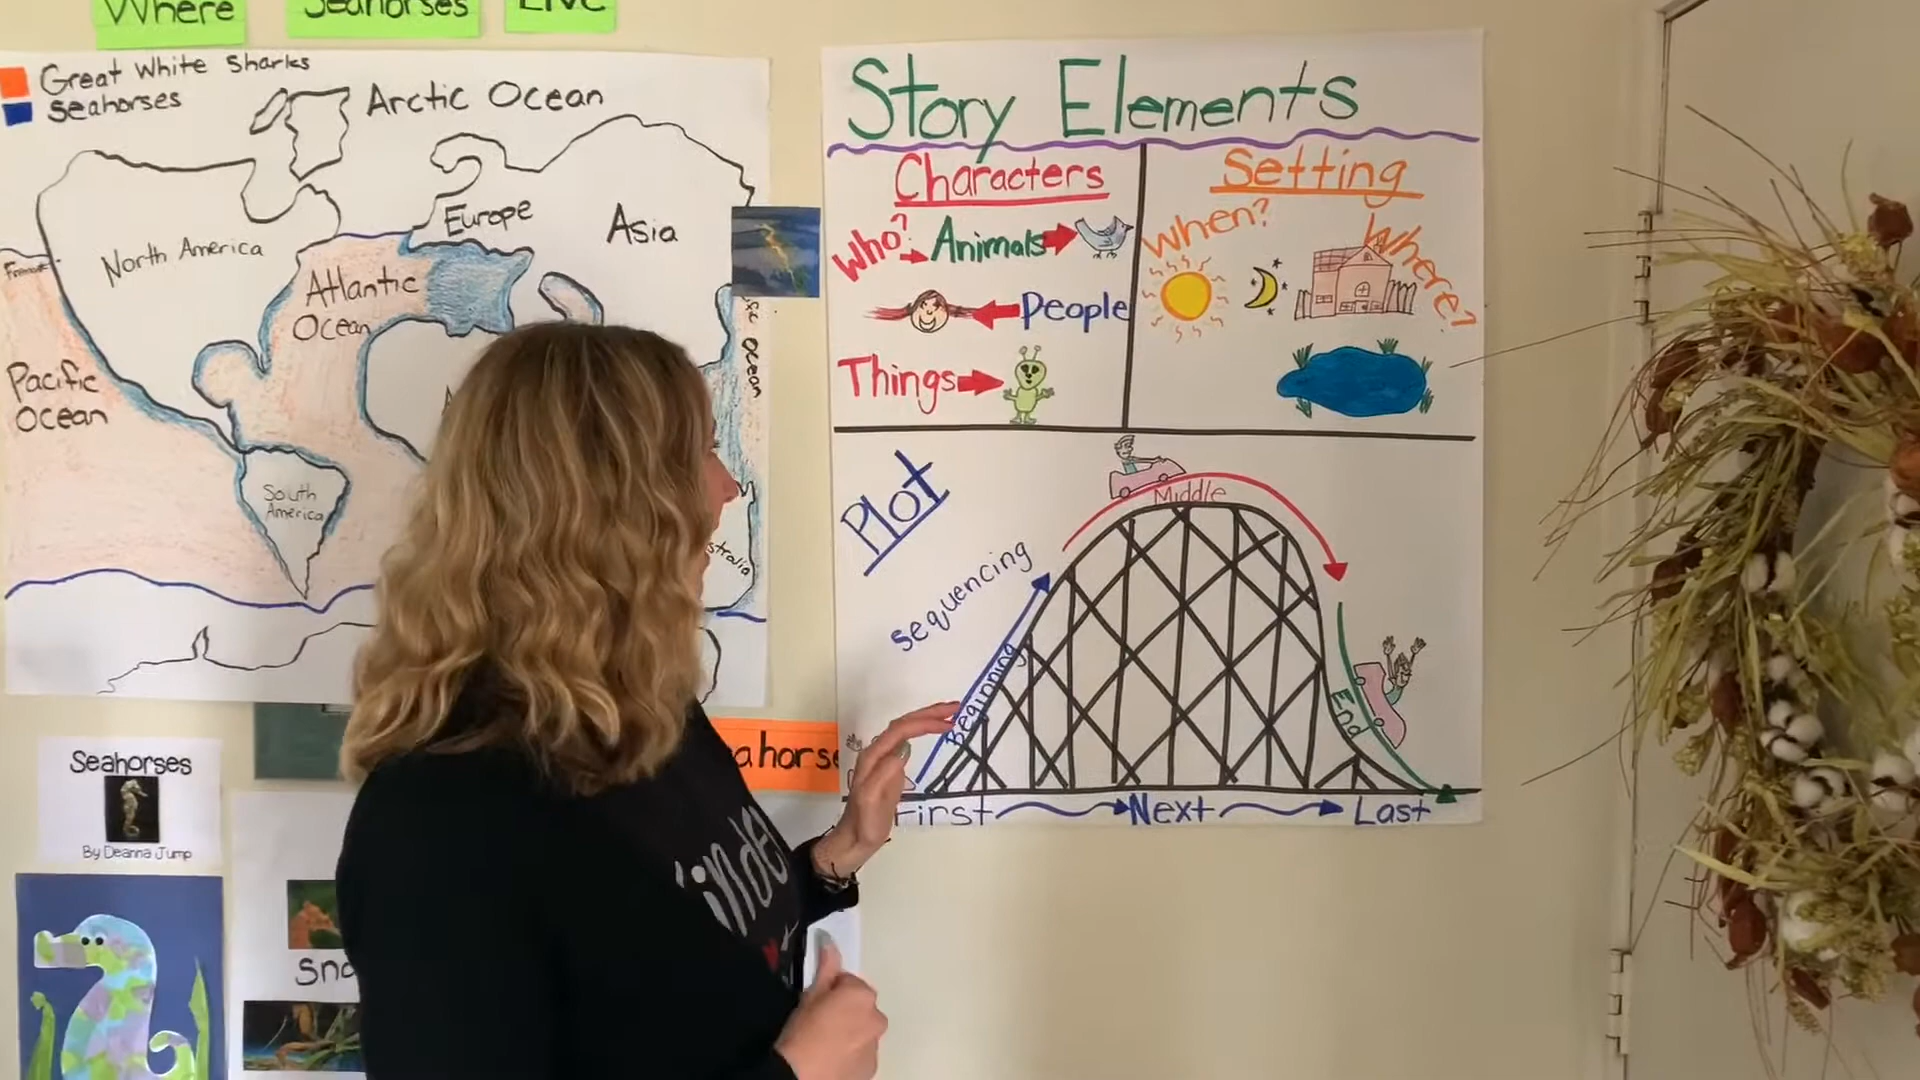 Where Seahorses Live
Great White Sharks
Seahorses
Arctic Ocean
North America
Europe
Asia
Atlantic
Ocean
Pacific
Ocean
South
America
Ocean
Seahorses
By Deanna Jump
Story Elements
Characters
Who? Animals
People
Things
Setting
When?
Where?
Plot
sequencing
Beginning
Middle
End
First Next Last